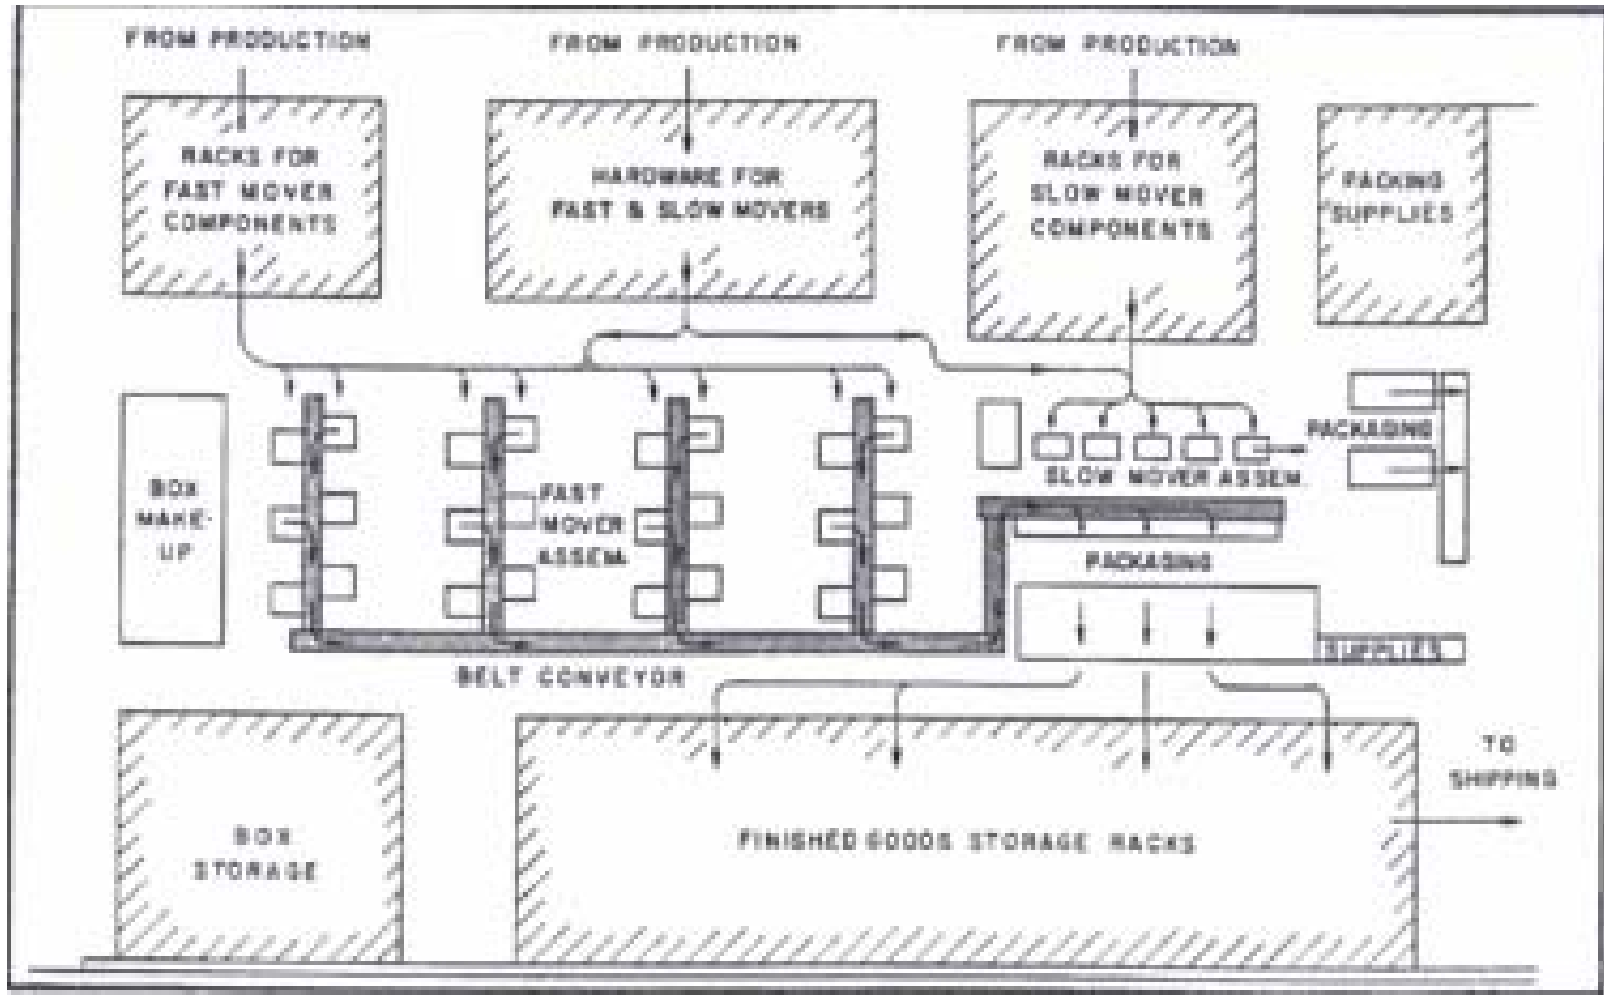 FROM PRODUCTION
FROM PRODUCTION
FROM PRODUCTION
RACKS FOR
FAST MOVER
COMPONENTS
HARDWARE FOR
FAST & SLOW MOVERS
RACKS FOR
SLOW MOVER
COMPONENTS
PACKING
SUPPLIES
BOX
MAKE-
UP
FAST
MOVER
ASSEM.
PACKAGING
SLOW MOVER ASSEM.
PACKAGING
SUPPLIES
BELT CONVEYOR
BOX
STORAGE
FINISHED GOODS STORAGE RACKS
TO
SHIPPING